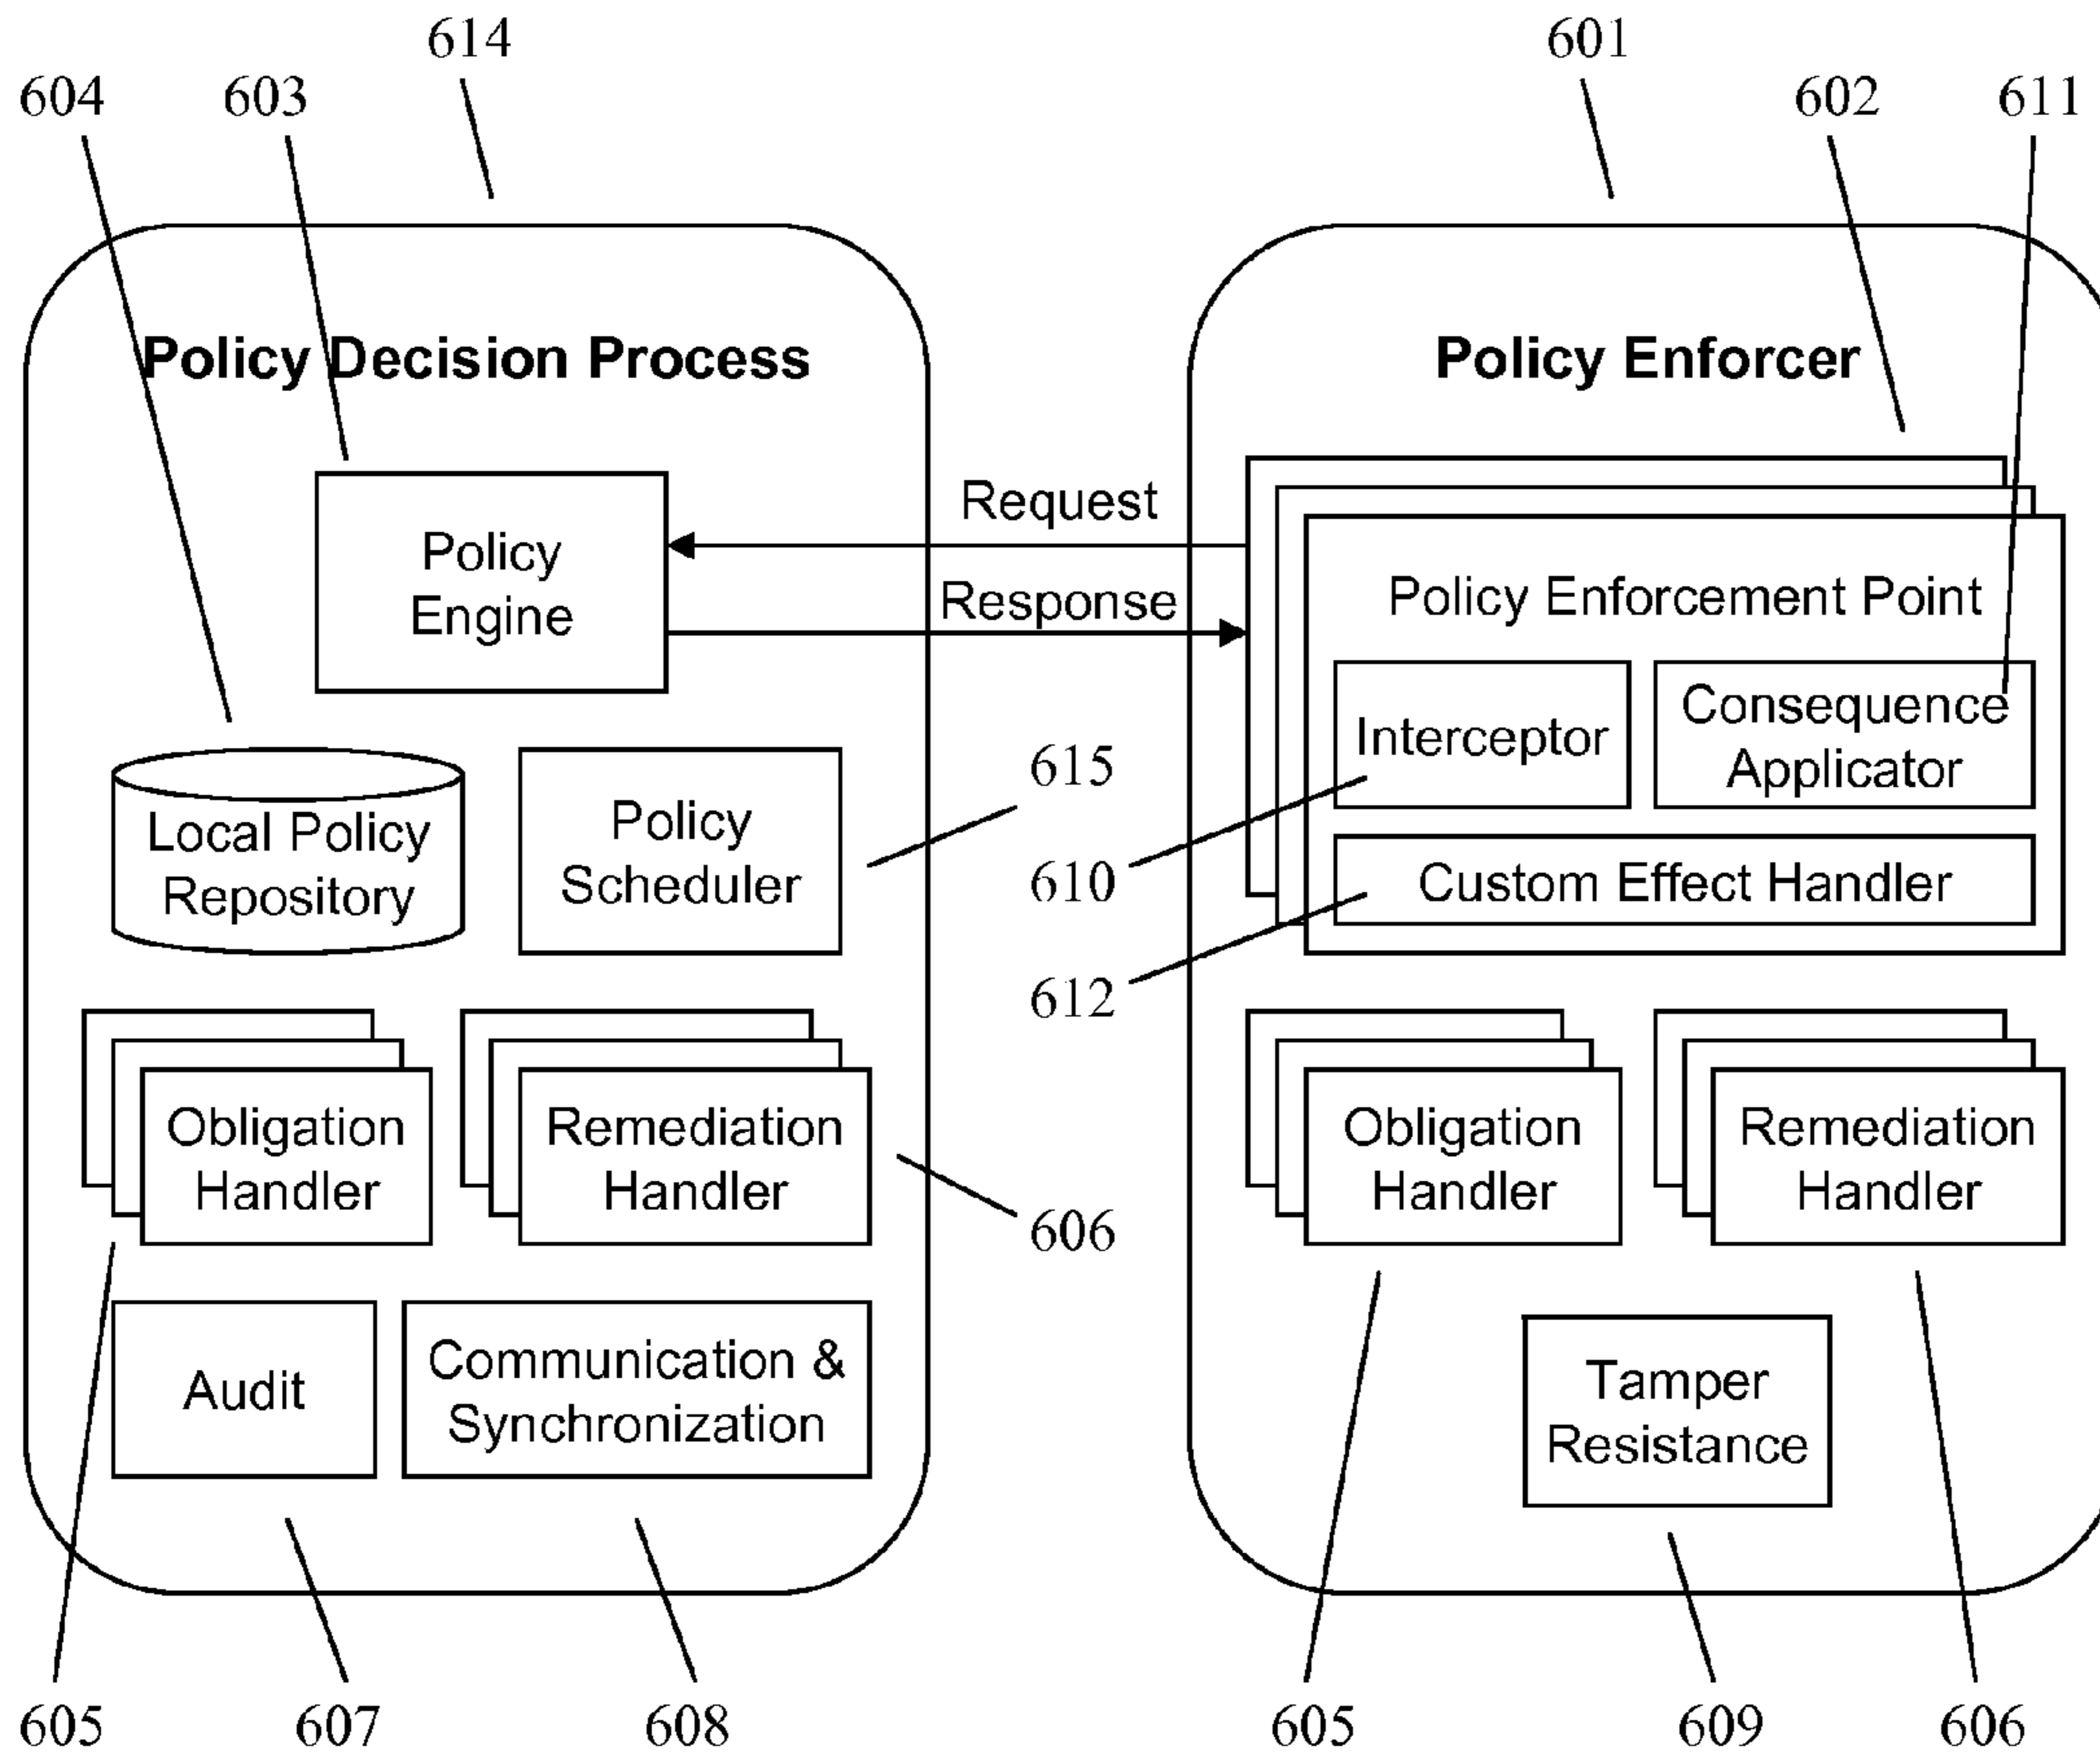 614
601
604
603
602
611
Policy Decision Process
Policy Enforcer
Request
Policy
Engine
Response
Policy Enforcement Point
Interceptor
Consequence
Applicator
615
Local Policy
Repository
Policy
Scheduler
610
Custom Effect Handler
612
Obligation
Handler
Remediation
Handler
606
Obligation
Handler
Remediation
Handler
Audit
Communication &
Synchronization
Tamper
Resistance
605
607
608
605
609
606